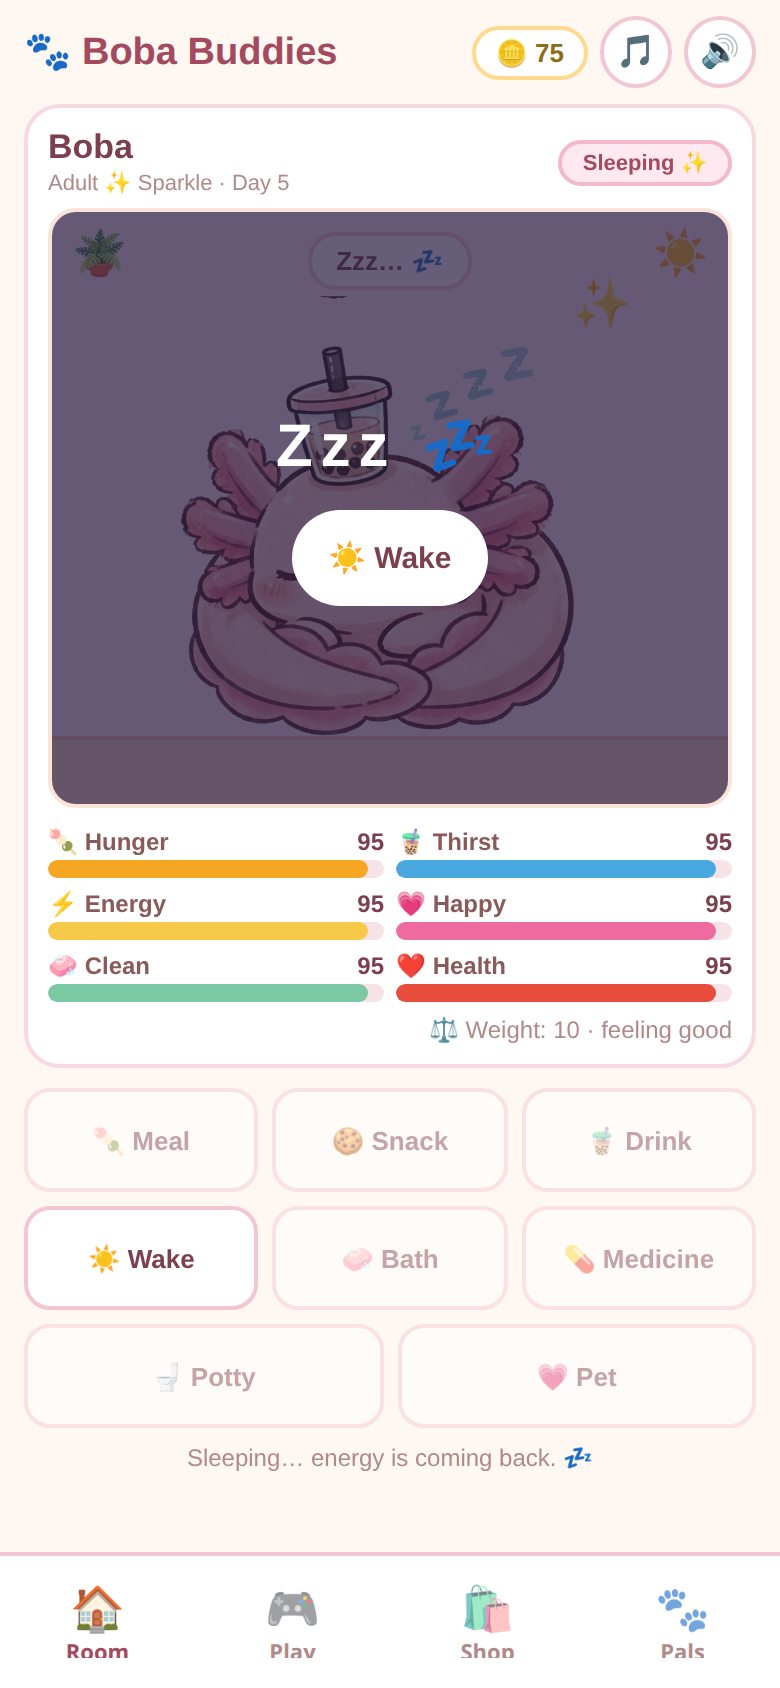 🐾 Boba Buddies
🪙 75
🎵
🔊
Boba
Adult ✨ Sparkle · Day 5
Sleeping ✨
Zzz… 💤
z z z z
Zzz 💤
☀️ Wake
🍡 Hunger 95
🧋 Thirst 95
⚡ Energy 95
💗 Happy 95
🧼 Clean 95
❤️ Health 95
⚖️ Weight: 10 · feeling good
🍡 Meal
🍪 Snack
🧋 Drink
☀️ Wake
🧼 Bath
💊 Medicine
🚽 Potty
💗 Pet
Sleeping… energy is coming back. 💤
Room
Play
Shop
Pals